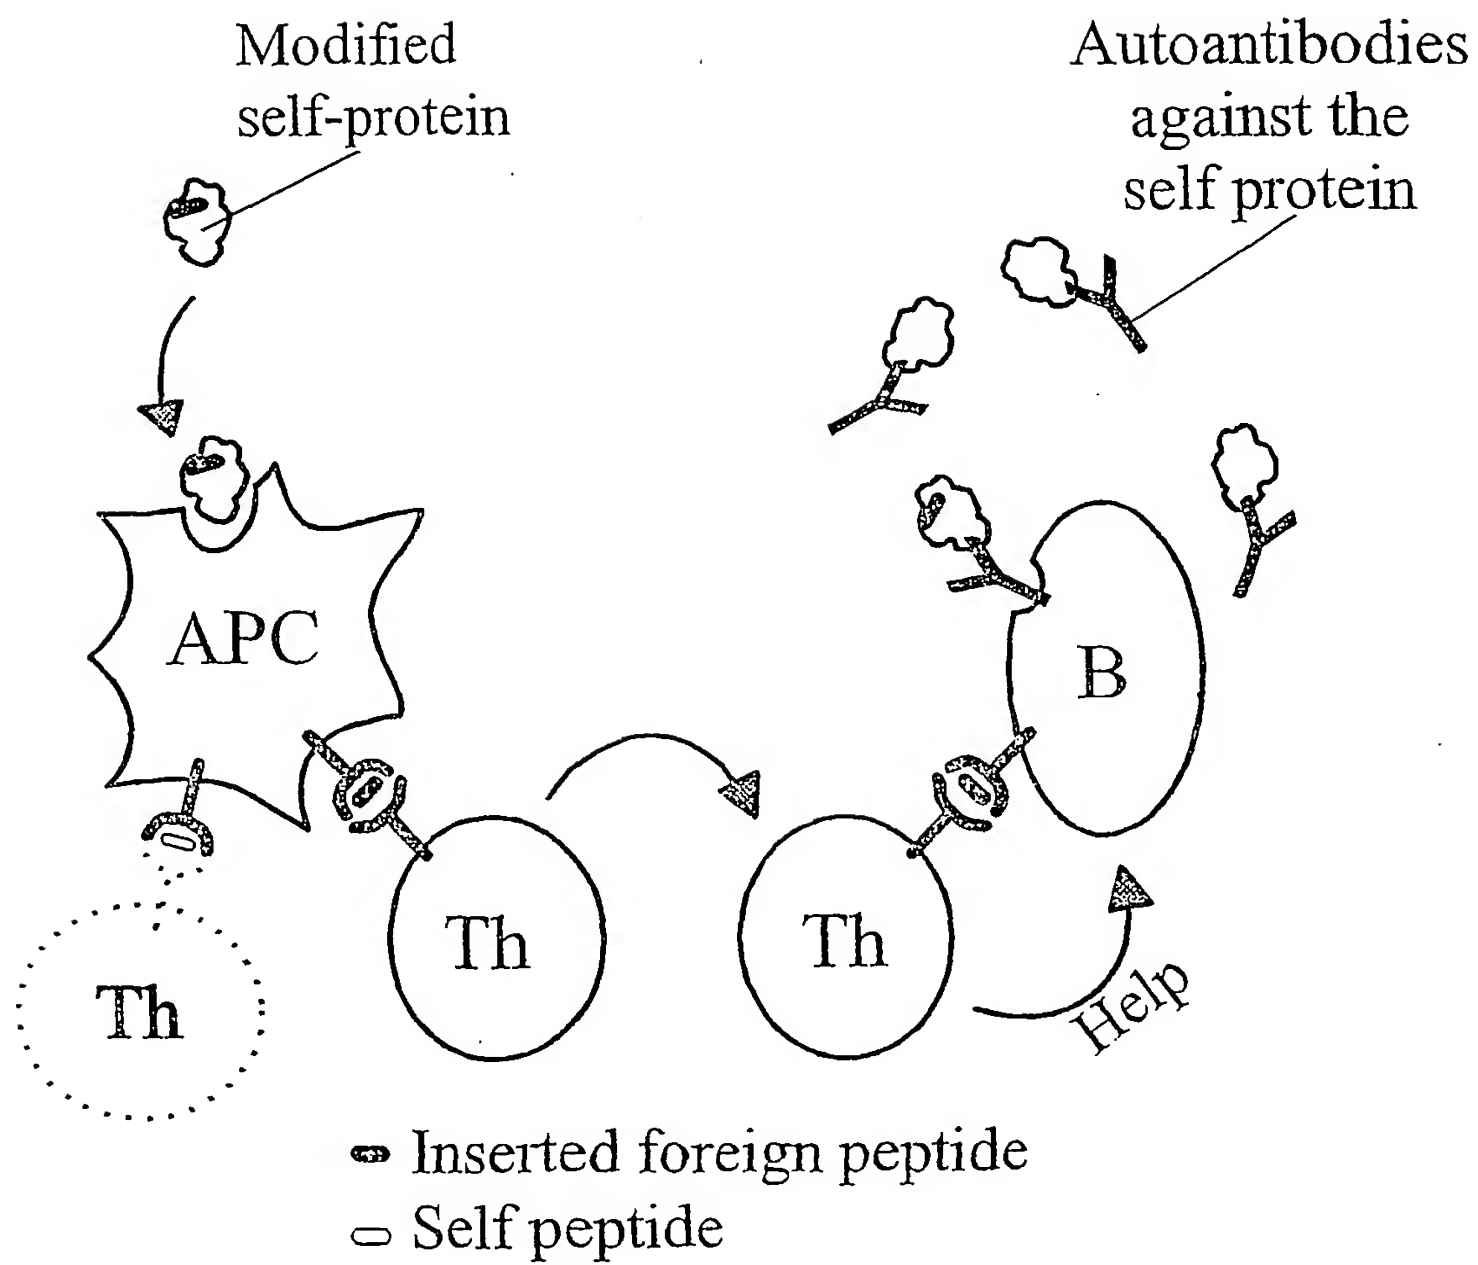 Modified
self-protein
Autoantibodies
against the
self protein
APC
B
Th
Th
Th
Help
Inserted foreign peptide
Self peptide